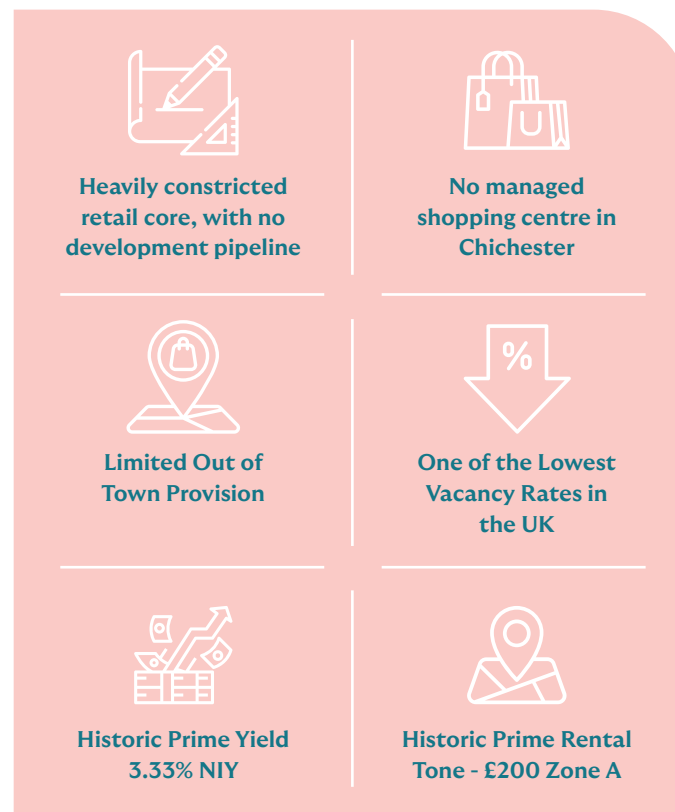 Heavily constricted
retail core, with no
development pipeline
No managed
shopping centre in
Chichester
Limited Out of
Town Provision
%
One of the Lowest
Vacancy Rates in
the UK
Historic Prime Yield
3.33% NIY
Historic Prime Rental
Tone - £200 Zone A